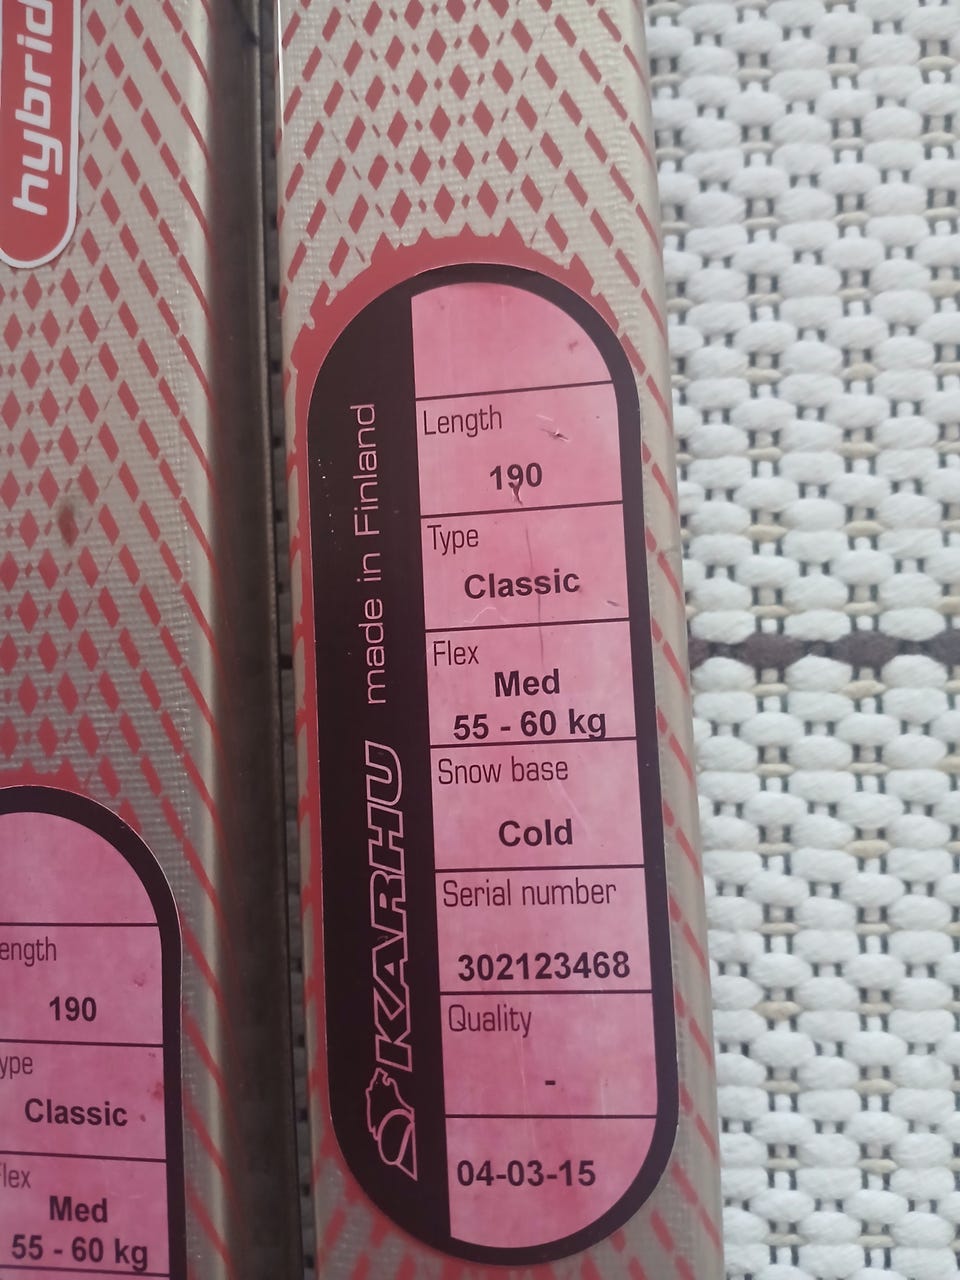 hybrid
made in Finland
KARHU
Length
190
Type
Classic
Flex
Med
55 - 60 kg
Snow base
Cold
Serial number
302123468
Quality
-
04-03-15
ength
190
ype
Classic
lex
Med
55 - 60 kg